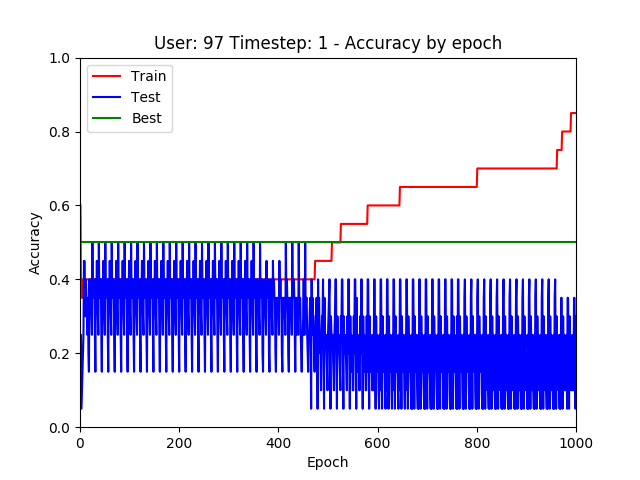 User: 97 Timestep: 1 - Accuracy by epoch
Train
Test
Best
Accuracy
1.0
0.8
0.6
0.4
0.2
0.0
0 200 400 600 800 1000
Epoch